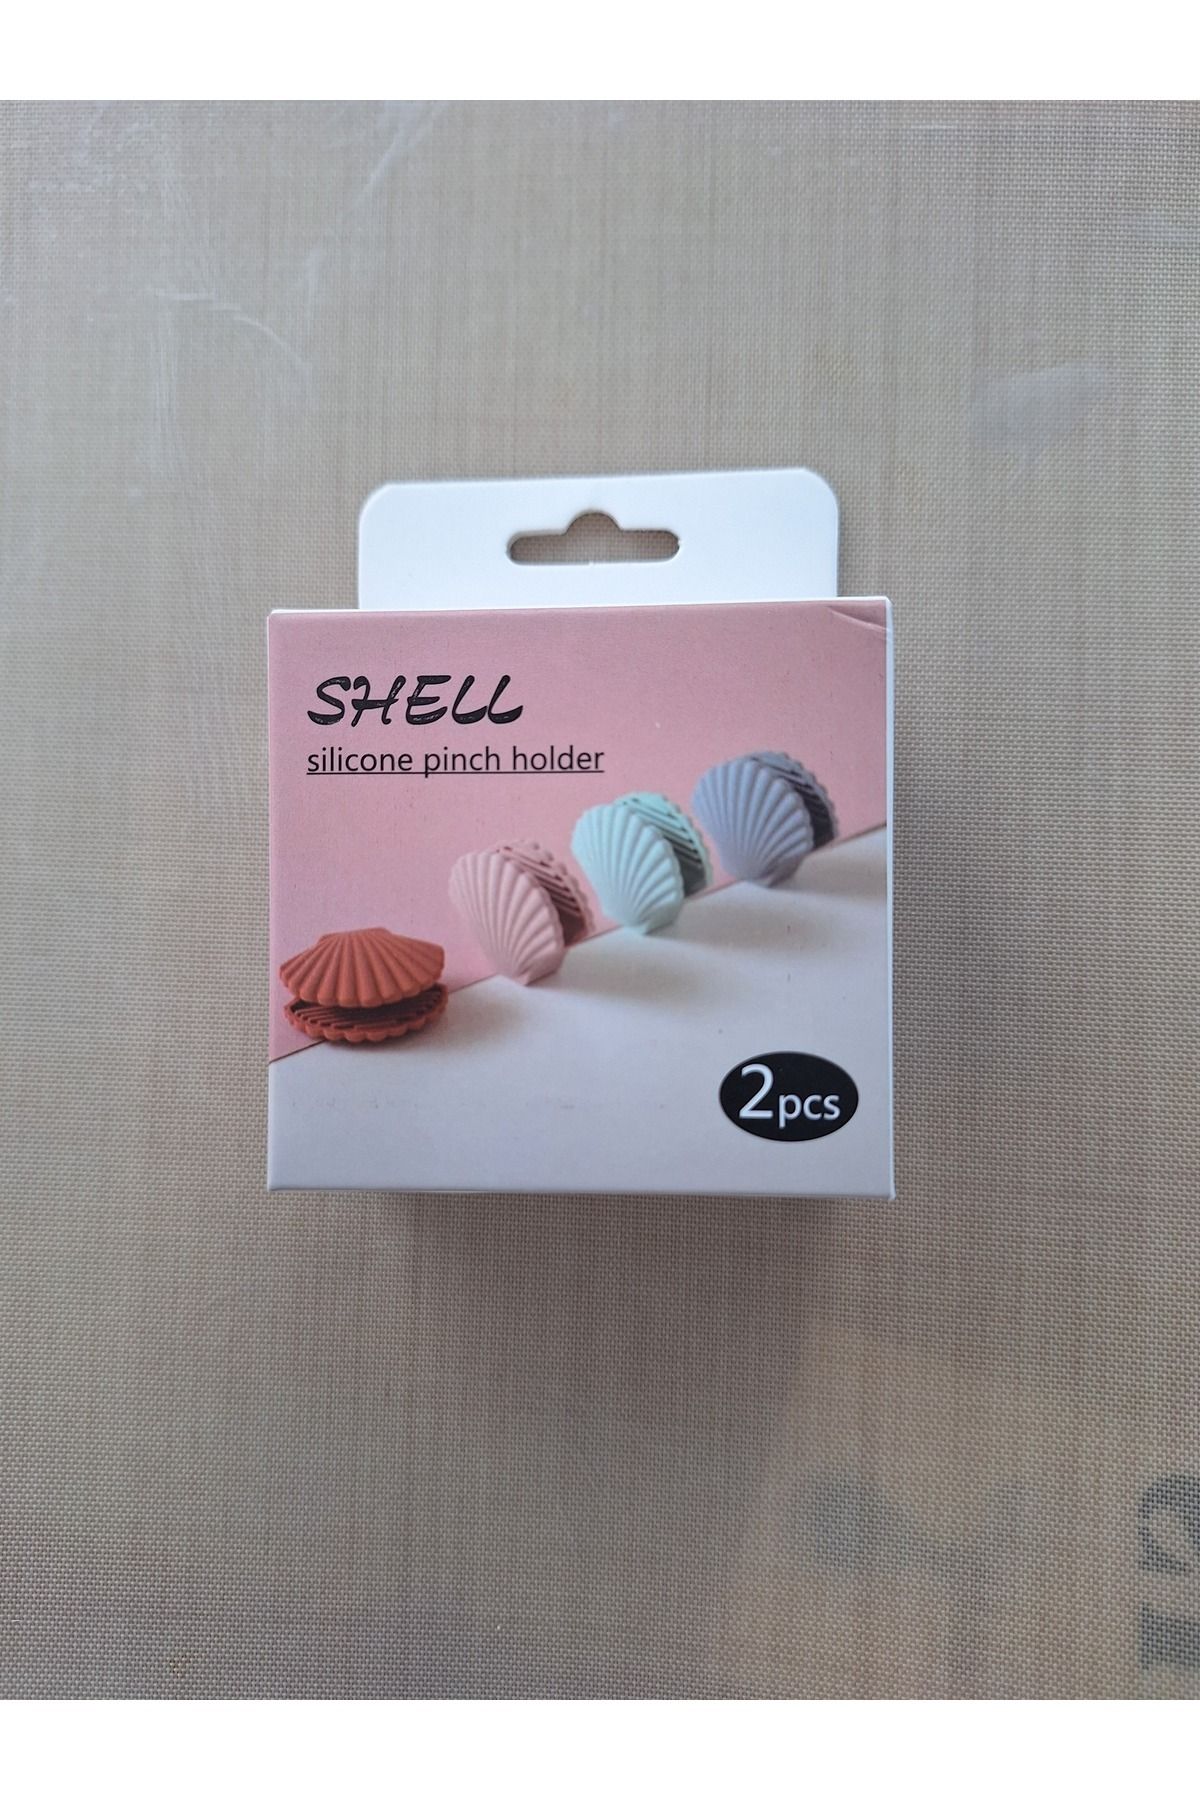 SHELL
silicone pinch holder
2pcs